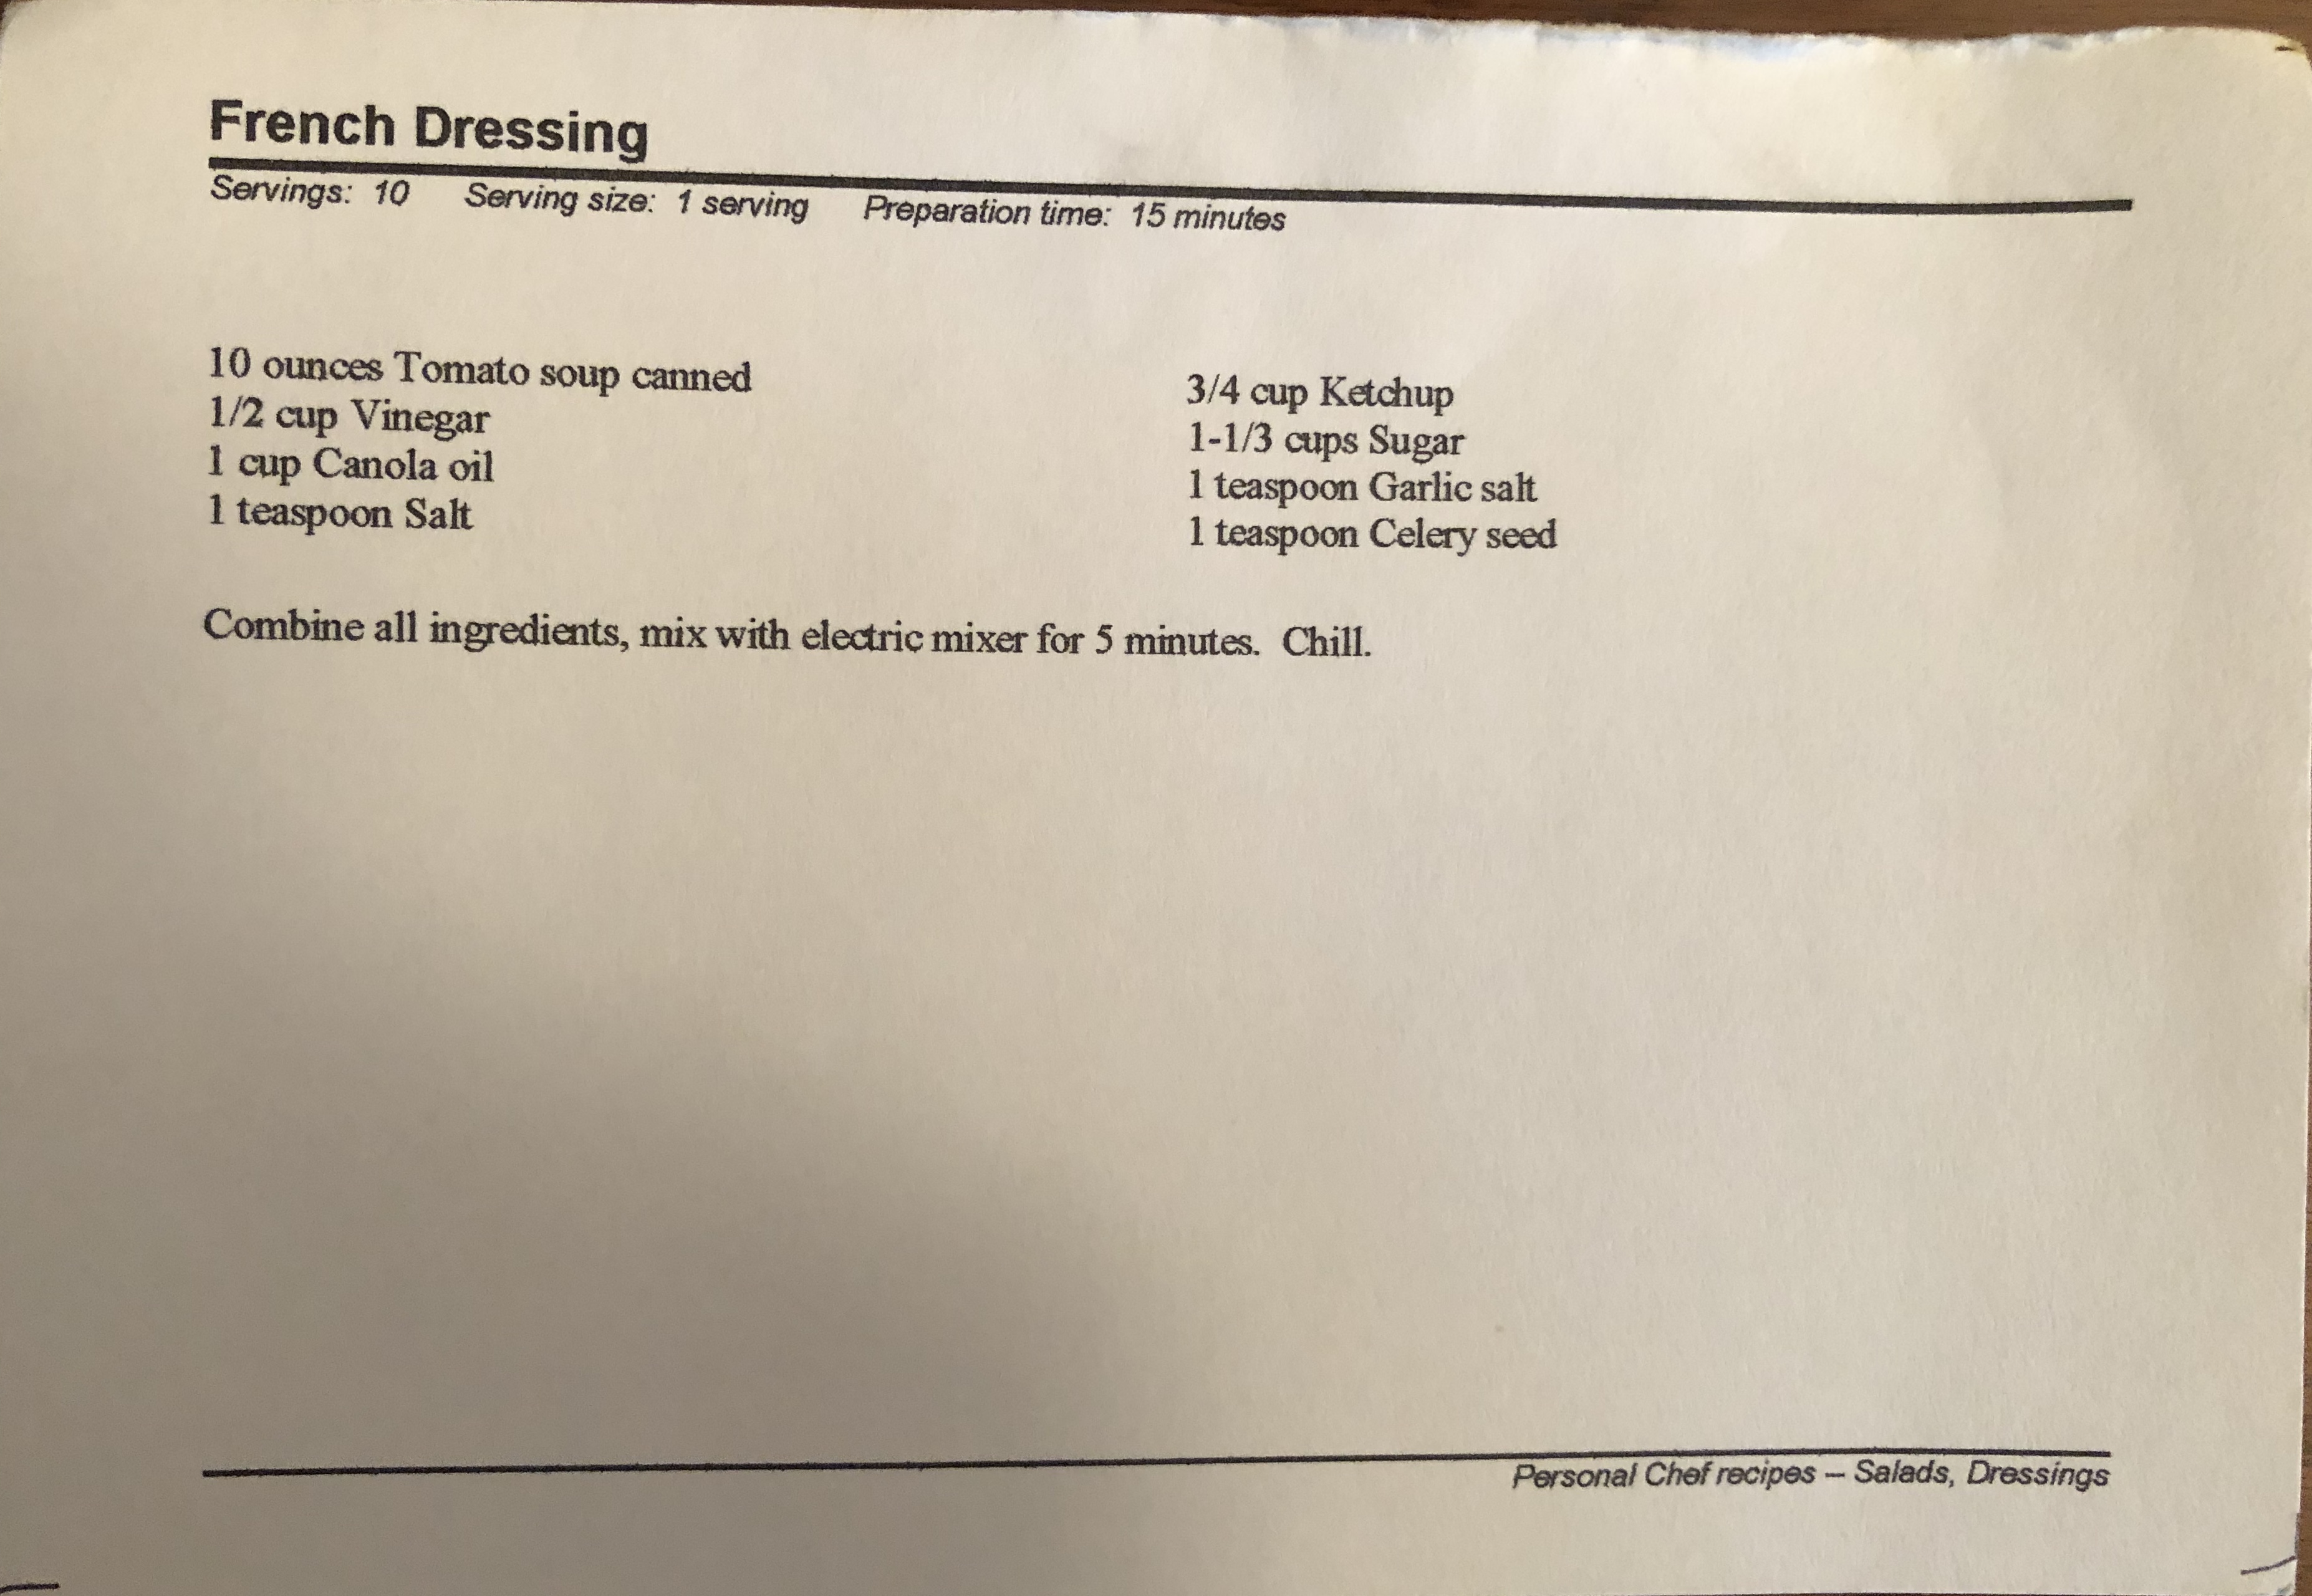 French Dressing
Servings: 10 Serving size: 1 serving Preparation time: 15 minutes
10 ounces Tomato soup canned
1/2 cup Vinegar
1 cup Canola oil
1 teaspoon Salt
3/4 cup Ketchup
1-1/3 cups Sugar
1 teaspoon Garlic salt
1 teaspoon Celery seed
Combine all ingredients, mix with electric mixer for 5 minutes. Chill.
Personal Chef recipes – Salads, Dressings